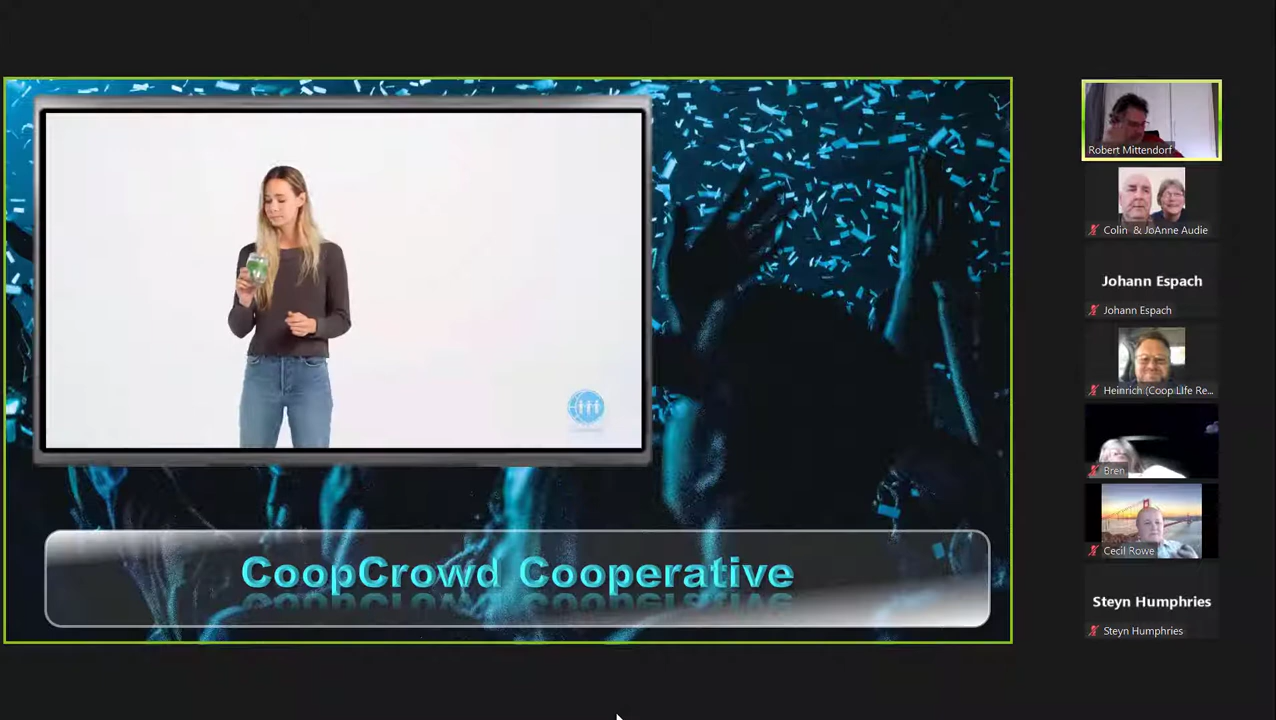 CoopCrowd Cooperative
Robert Mittendorf
Colin & JoAnne Audie
Johann Espach
Johann Espach
Heinrich (Coop LIfe Re...
Bren
Cecil Rowe
Steyn Humphries
Steyn Humphries